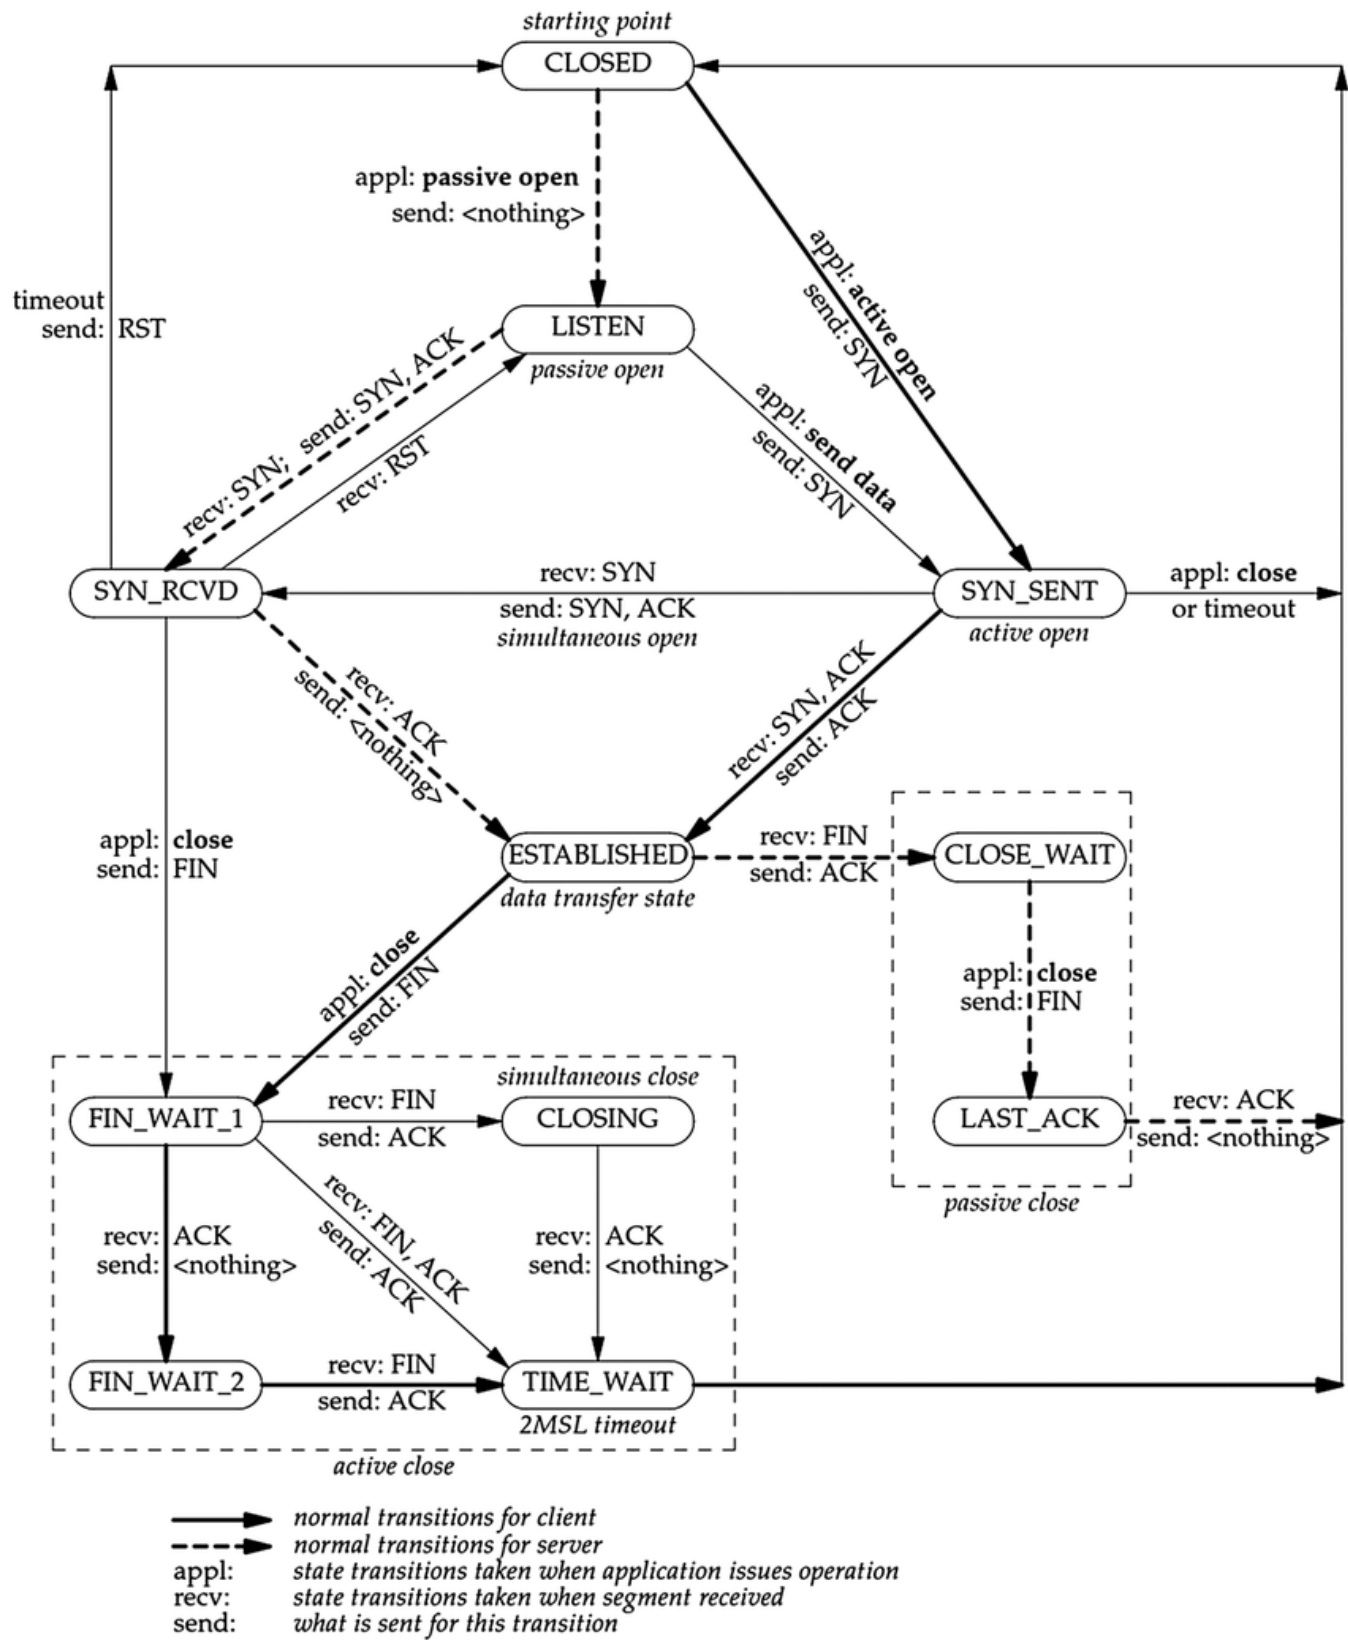 starting point
CLOSED
appl: passive open
send: <nothing>
appl: active open
send: SYN
timeout
send: RST
LISTEN
passive open
recv: SYN; send: SYN, ACK
recv: RST
appl: send data
send: SYN
SYN_RCVD
recv: SYN
send: SYN, ACK
simultaneous open
SYN_SENT
active open
appl: close
or timeout
recv: ACK
send: <nothing>
recv: SYN, ACK
send: ACK
appl: close
send: FIN
ESTABLISHED
data transfer state
recv: FIN
send: ACK
CLOSE_WAIT
appl: close
send: FIN
appl: close
send: FIN
simultaneous close
FIN_WAIT_1
recv: FIN
send: ACK
CLOSING
LAST_ACK
recv: ACK
send: <nothing>
passive close
recv: ACK
send: <nothing>
recv: FIN, ACK
send: ACK
recv: ACK
send: <nothing>
FIN_WAIT_2
recv: FIN
send: ACK
TIME_WAIT
2MSL timeout
active close
normal transitions for client
normal transitions for server
appl: state transitions taken when application issues operation
recv: state transitions taken when segment received
send: what is sent for this transition